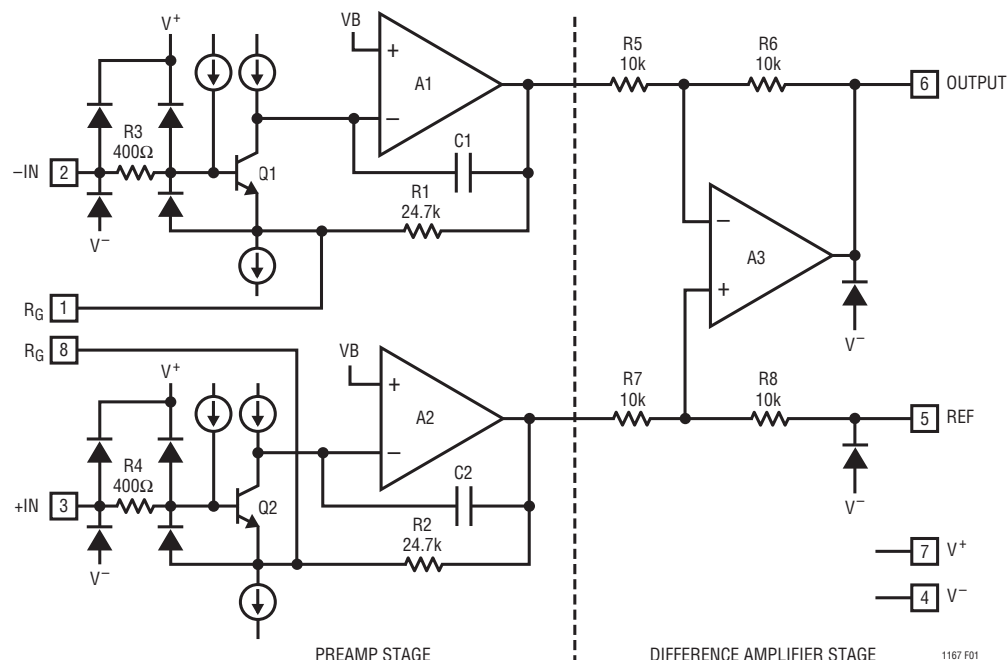 V+
VB
R5
10k
R6
10k
6 OUTPUT
+
A1
−
R3
400Ω
C1
−IN 2
Q1
R1
24.7k
V−
−
A3
+
RG 1
RG 8
V−
V+
VB
R7
10k
R8
10k
+
A2
−
5 REF
R4
400Ω
C2
+IN 3
Q2
R2
24.7k
V−
V−
7 V+
4 V−
PREAMP STAGE
DIFFERENCE AMPLIFIER STAGE
1167 F01